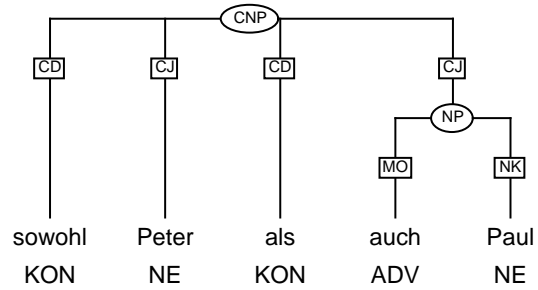 CNP
CD CJ CD CJ
NP
MO NK
sowohl Peter als auch Paul
KON NE KON ADV NE